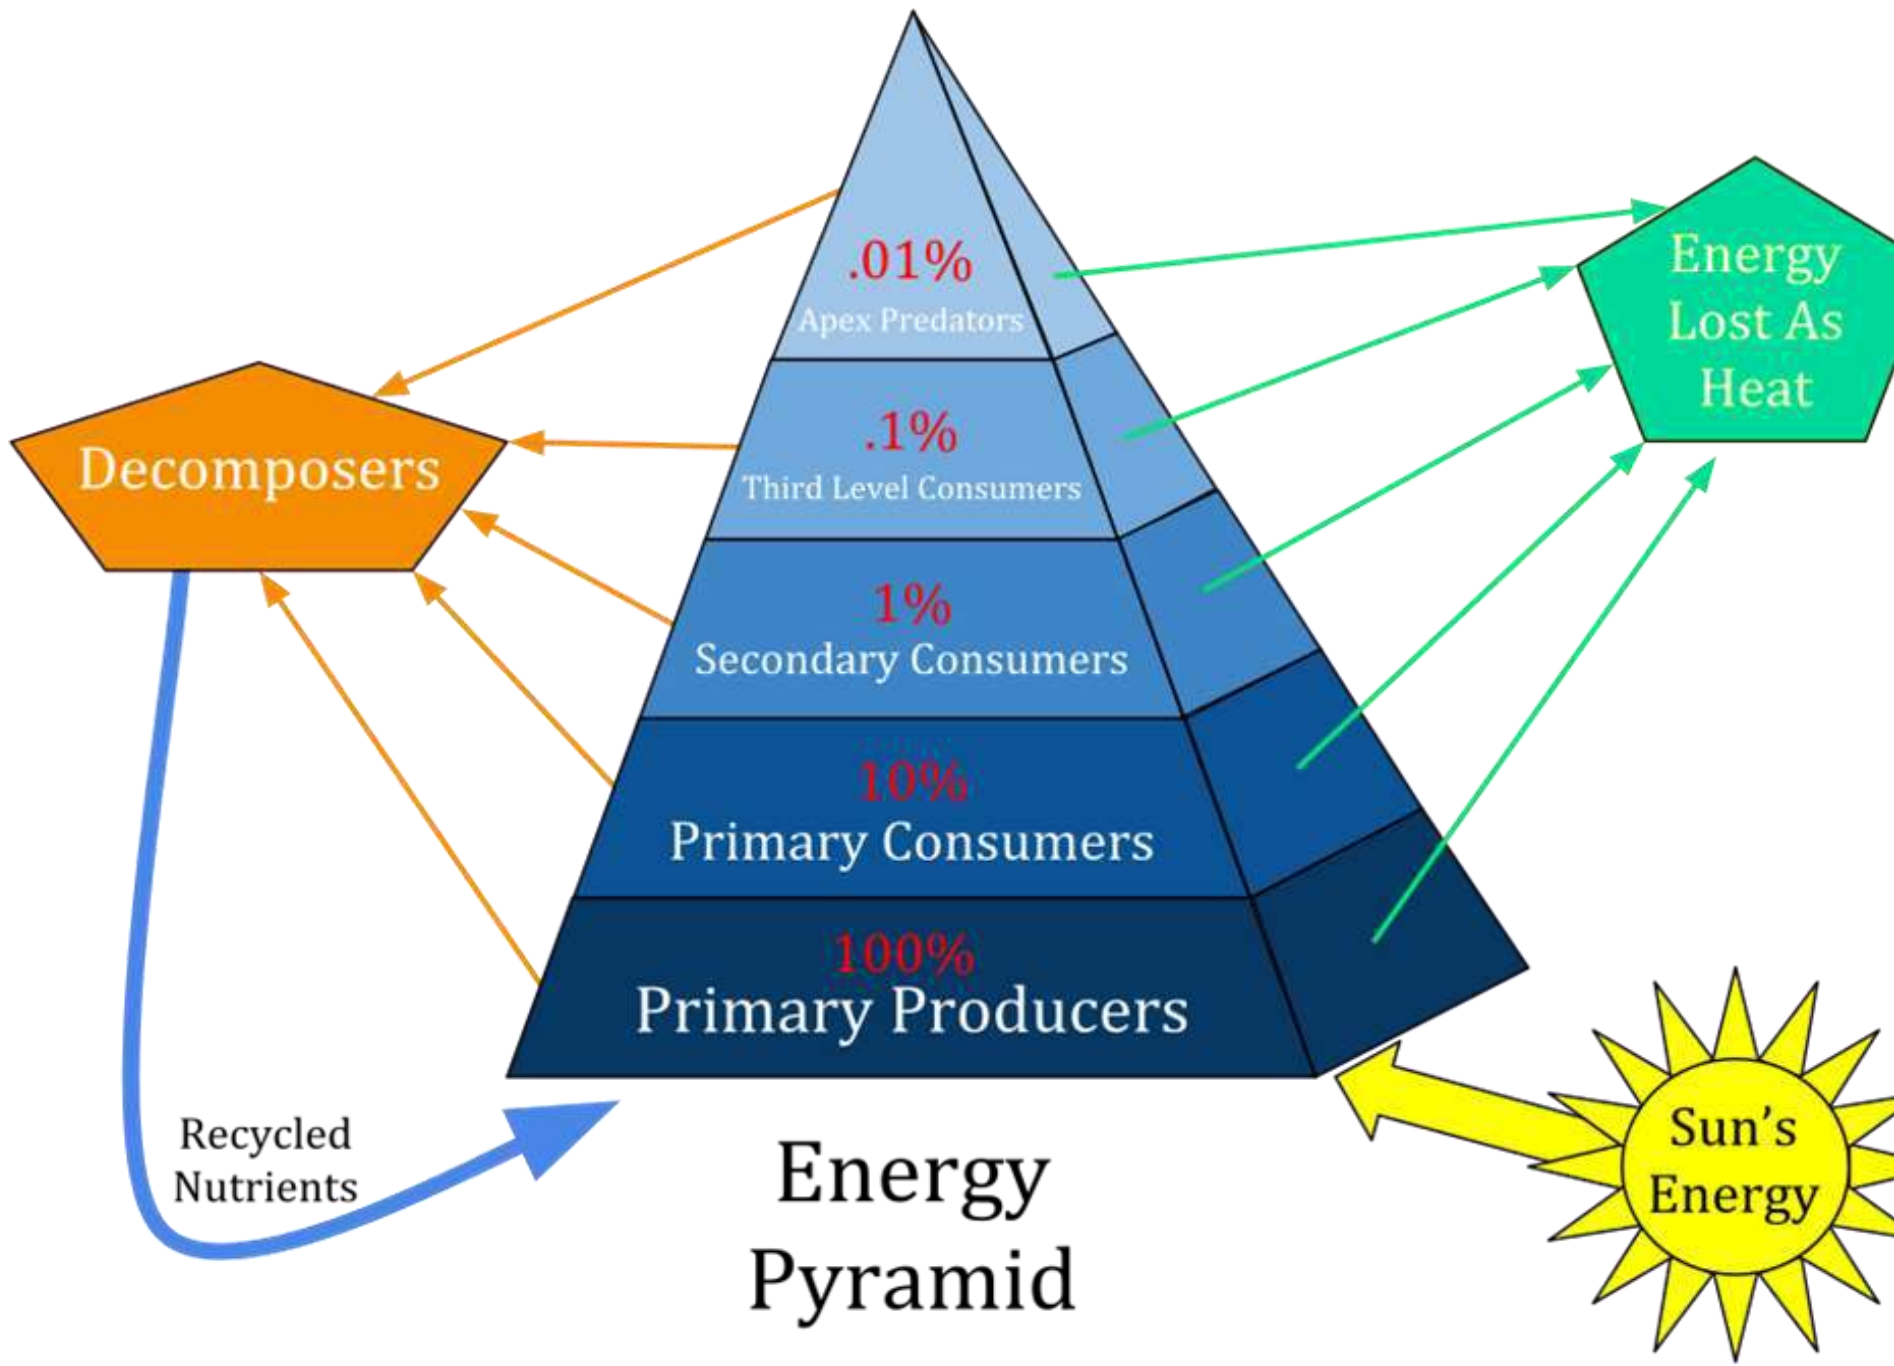 .01%
Apex Predators
.1%
Third Level Consumers
1%
Secondary Consumers
10%
Primary Consumers
100%
Primary Producers
Decomposers
Recycled
Nutrients
Energy
Lost As
Heat
Sun's
Energy
Energy
Pyramid